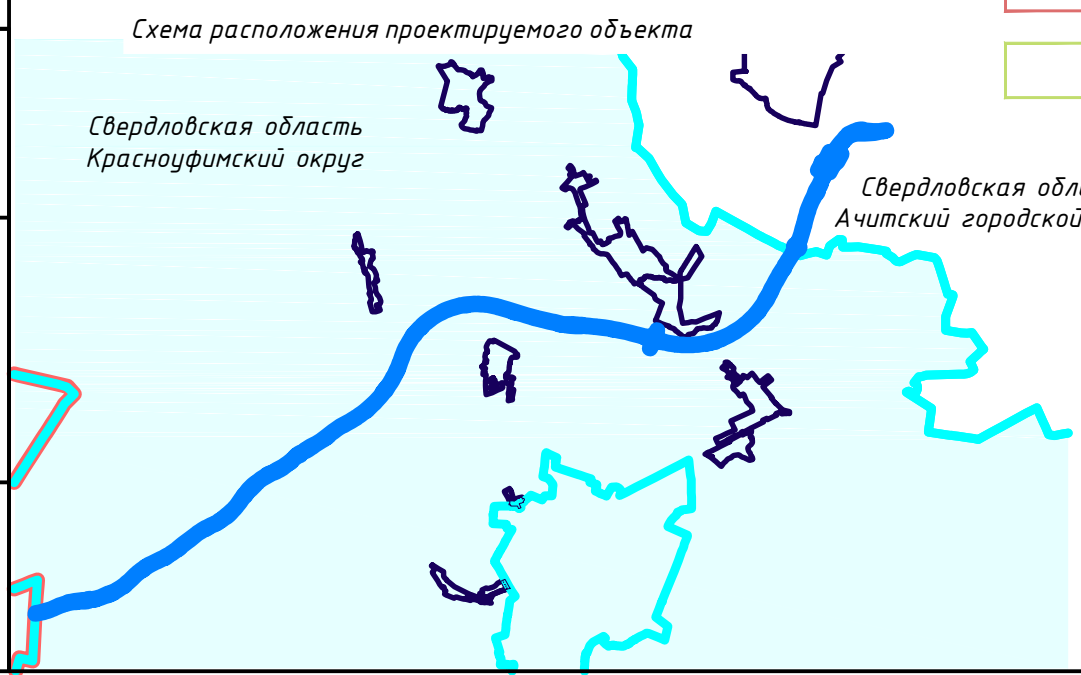 Схема расположения проектируемого объекта
Свердловская область
Красноуфимский округ
Свердловская обла
Ачитский городской